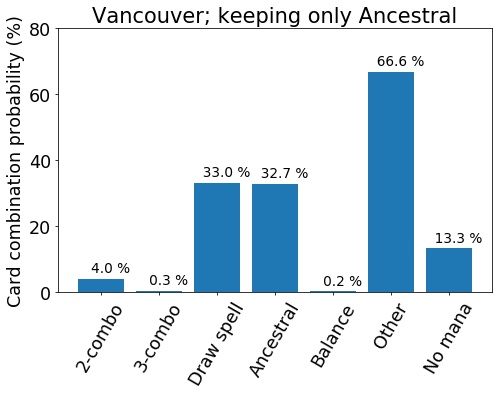 Vancouver; keeping only Ancestral
Card combination probability (%)
80
60
40
20
0
4.0 %
0.3 %
33.0 %
32.7 %
0.2 %
66.6 %
13.3 %
2-combo
3-combo
Draw spell
Ancestral
Balance
Other
No mana